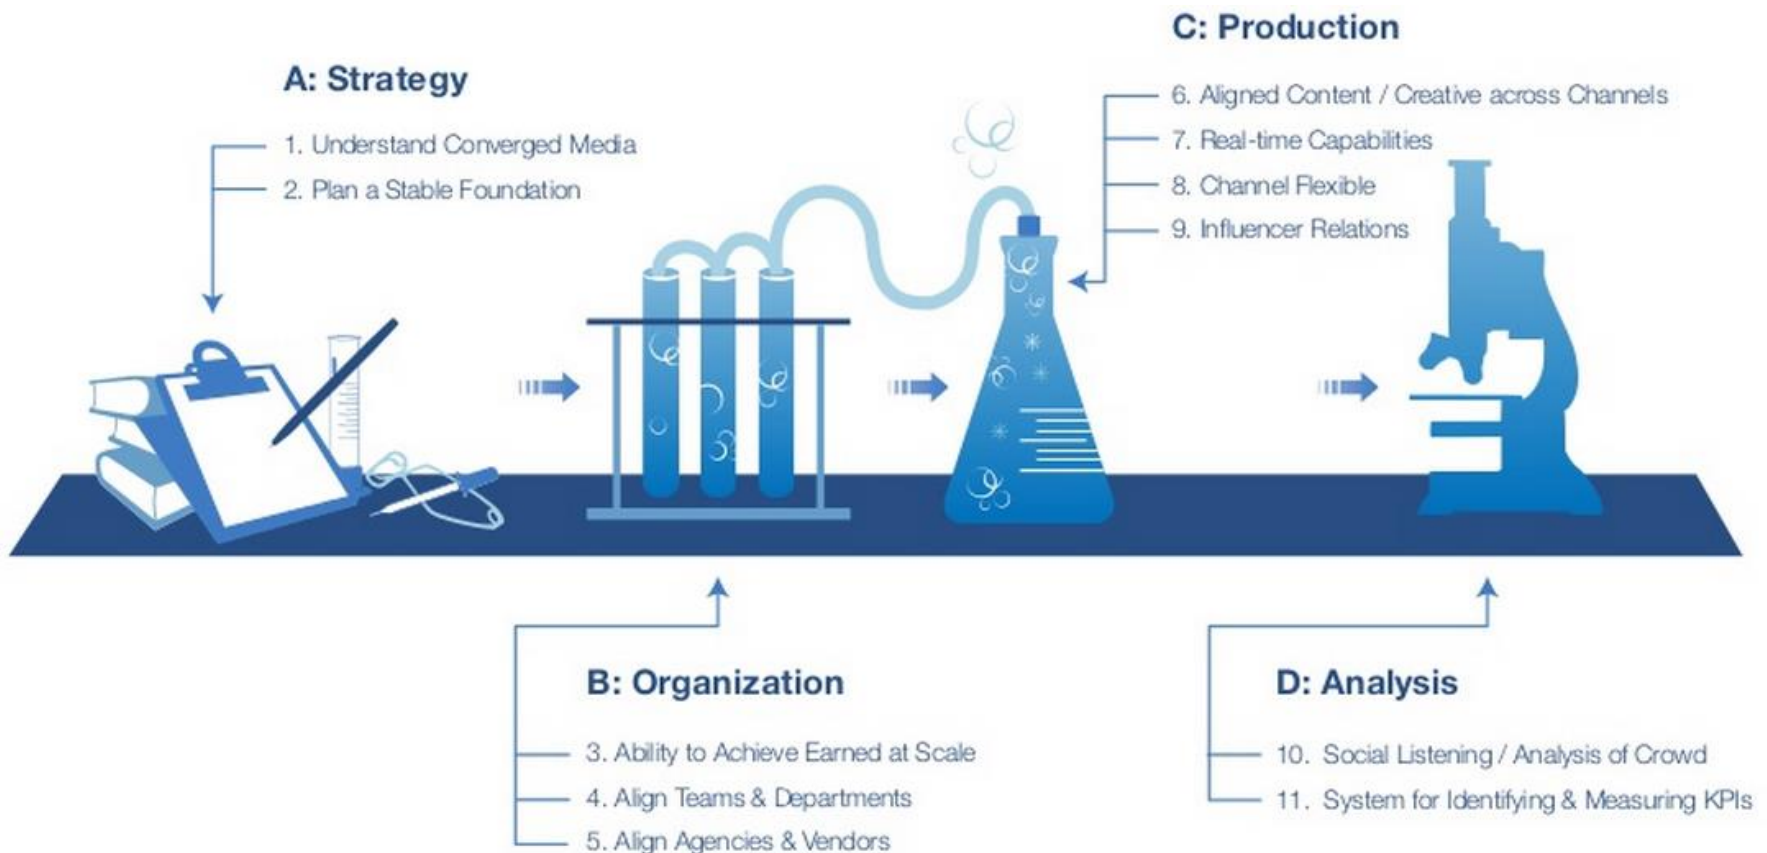 A: Strategy
1. Understand Converged Media
2. Plan a Stable Foundation
B: Organization
3. Ability to Achieve Earned at Scale
4. Align Teams & Departments
5. Align Agencies & Vendors
C: Production
6. Aligned Content / Creative across Channels
7. Real-time Capabilities
8. Channel Flexible
9. Influencer Relations
D: Analysis
10. Social Listening / Analysis of Crowd
11. System for Identifying & Measuring KPIs